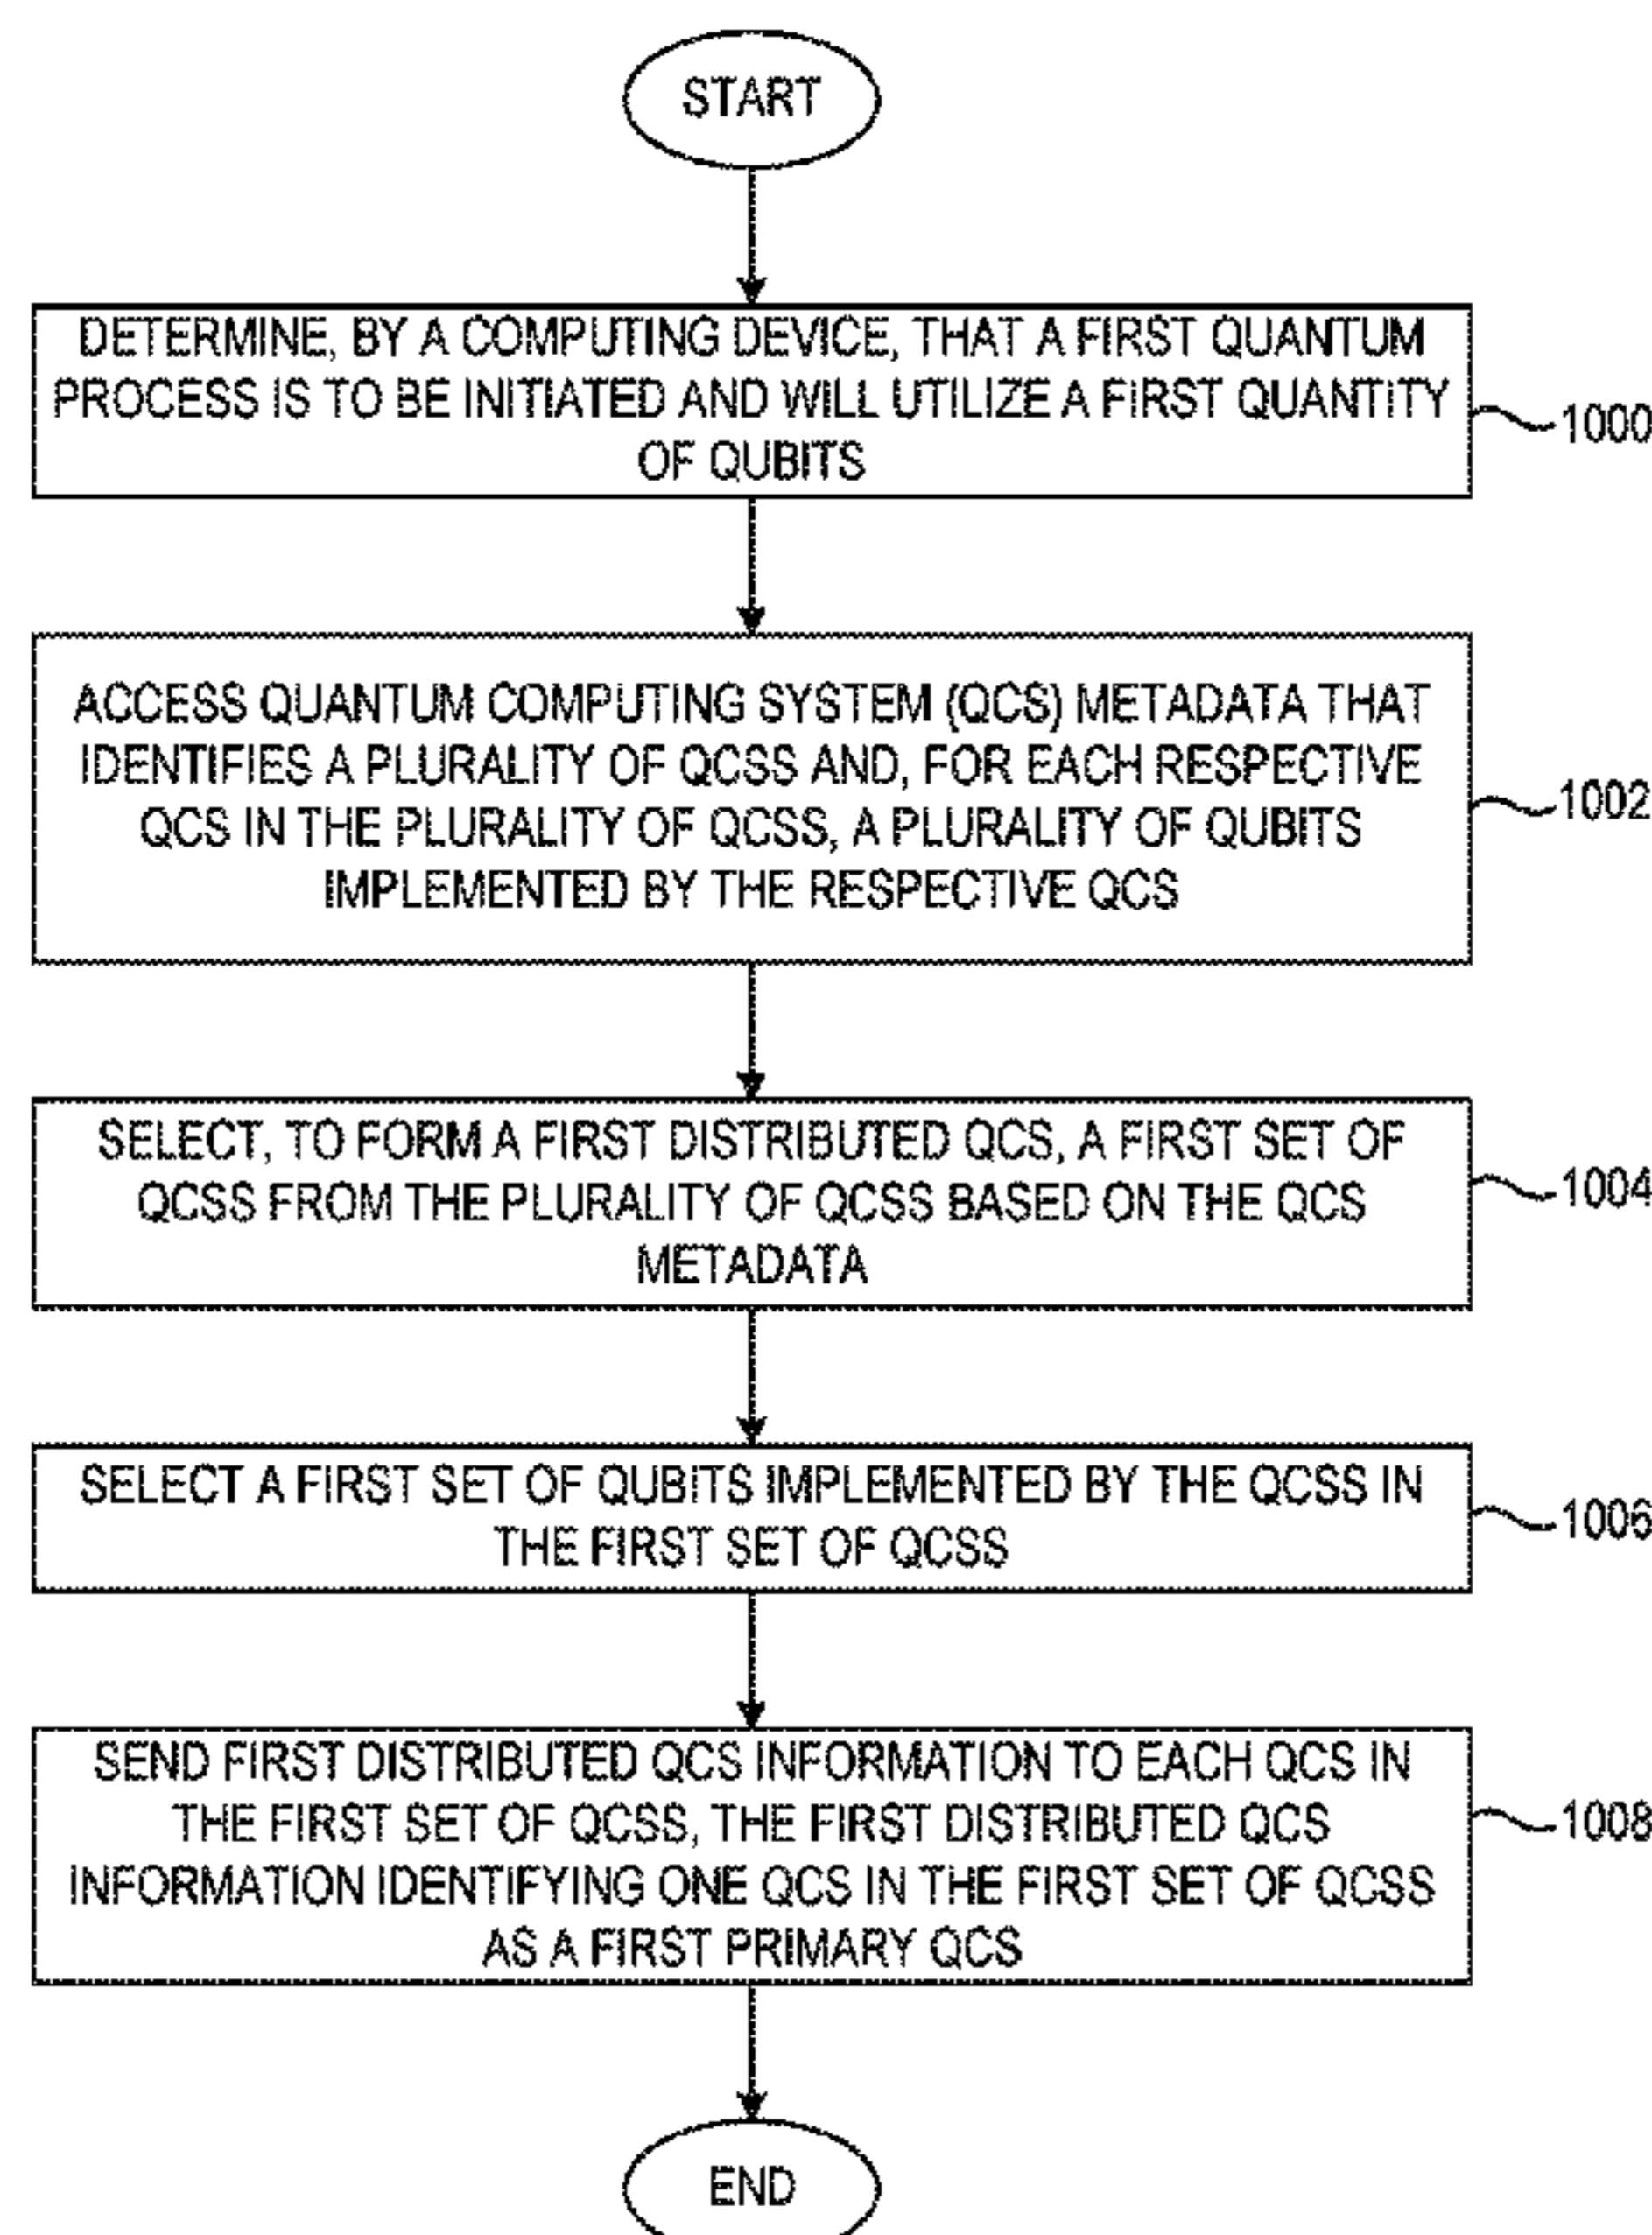 START
DETERMINE, BY A COMPUTING DEVICE, THAT A FIRST QUANTUM
PROCESS IS TO BE INITIATED AND WILL UTILIZE A FIRST QUANTITY
OF QUBITS
1000
ACCESS QUANTUM COMPUTING SYSTEM (QCS) METADATA THAT
IDENTIFIES A PLURALITY OF QCSS AND, FOR EACH RESPECTIVE
QCS IN THE PLURALITY OF QCSS, A PLURALITY OF QUBITS
IMPLEMENTED BY THE RESPECTIVE QCS
1002
SELECT, TO FORM A FIRST DISTRIBUTED QCS, A FIRST SET OF
QCSS FROM THE PLURALITY OF QCSS BASED ON THE QCS
METADATA
1004
SELECT A FIRST SET OF QUBITS IMPLEMENTED BY THE QCSS IN
THE FIRST SET OF QCSS
1006
SEND FIRST DISTRIBUTED QCS INFORMATION TO EACH QCS IN
THE FIRST SET OF QCSS, THE FIRST DISTRIBUTED QCS
INFORMATION IDENTIFYING ONE QCS IN THE FIRST SET OF QCSS
AS A FIRST PRIMARY QCS
1008
END